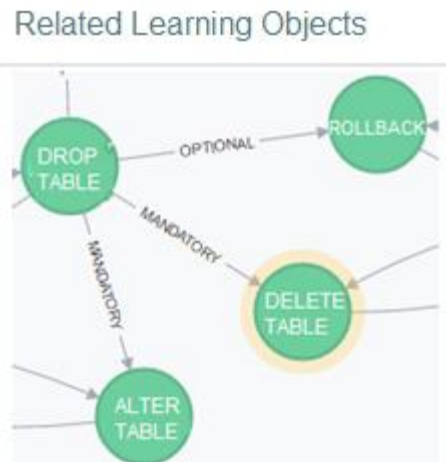 Related Learning Objects
DROP
TABLE
OPTIONAL
ROLLBACK
MANDATORY
MANDATORY
DELETE
TABLE
ALTER
TABLE